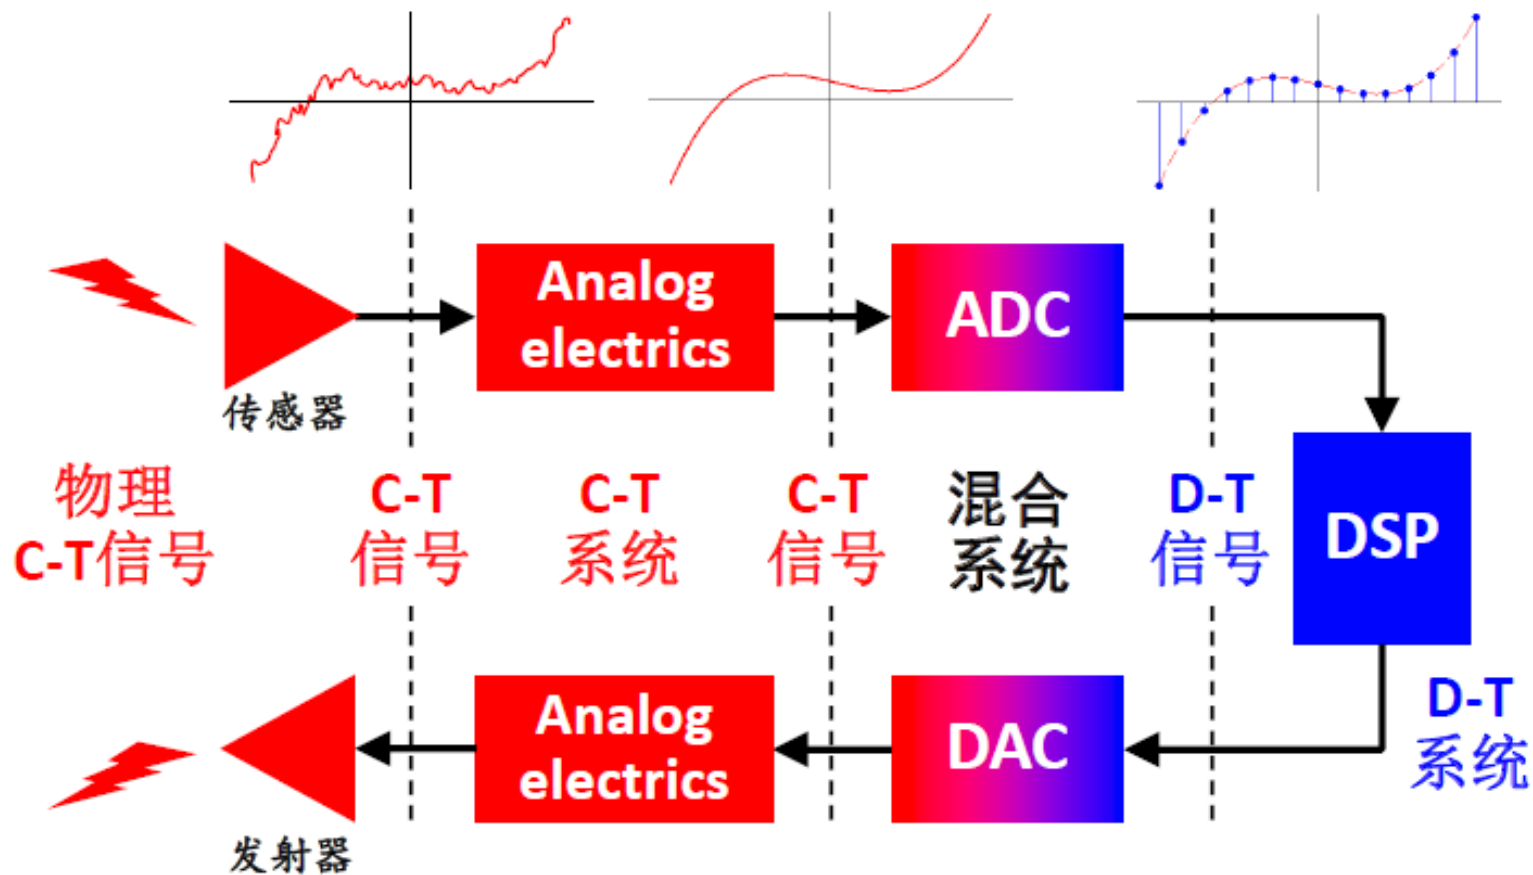 Analog
electrics
ADC
传感器
物理
C-T信号
C-T
信号
C-T
系统
C-T
信号
混合
系统
D-T
信号
DSP
D-T
系统
Analog
electrics
DAC
发射器